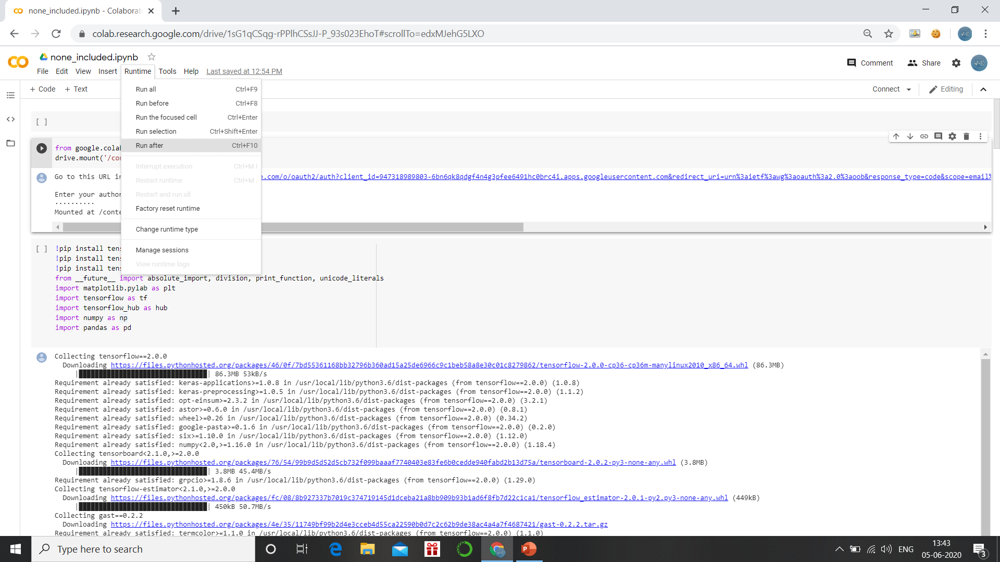 none_included.ipynb - Colaborat
colab.research.google.com/drive/1sG1qCSqg-rPPlhCSsJJ-P_93s023EhoT#scrollTo=edxMJehG5LXO
none_included.ipynb
Comment Share
File Edit View Insert Runtime Tools Help Last saved at 12:54 PM
+ Code + Text
Connect Editing
Run all Ctrl+F9
Run before Ctrl+F8
Run the focused cell Ctrl+Enter
Run selection Ctrl+Shift+Enter
Run after Ctrl+F10
Interrupt execution Ctrl+M I
Restart runtime Ctrl+M .
Restart and run all
Factory reset runtime
Change runtime type
Manage sessions
View runtime logs
[ ]
from google.colab
drive.mount('/con
Go to this URL in e.com/o/oauth2/auth?client_id=947318989803-6bn6qk8qdgf4n4g3pfee6491hc0brc4i.apps.googleusercontent.com&redirect_uri=urn%3aietf%3awg%3aoauth%3a2.0%3aoob&response_type=code&scope=email%
Enter your author
··········
Mounted at /conte
[ ] !pip install tens
!pip install tens
!pip install tens
from __future__ import absolute_import, division, print_function, unicode_literals
import matplotlib.pylab as plt
import tensorflow as tf
import tensorflow_hub as hub
import numpy as np
import pandas as pd
Collecting tensorflow==2.0.0
Downloading https://files.pythonhosted.org/packages/46/0f/7bd55361168bb32796b360ad15a25de6966c9c1beb58a8e30c01c8279862/tensorflow-2.0.0-cp36-cp36m-manylinux2010_x86_64.whl (86.3MB)
|████████████████████████████████| 86.3MB 53kB/s
Requirement already satisfied: keras-applications>=1.0.8 in /usr/local/lib/python3.6/dist-packages (from tensorflow==2.0.0) (1.0.8)
Requirement already satisfied: keras-preprocessing>=1.0.5 in /usr/local/lib/python3.6/dist-packages (from tensorflow==2.0.0) (1.1.2)
Requirement already satisfied: opt-einsum>=2.3.2 in /usr/local/lib/python3.6/dist-packages (from tensorflow==2.0.0) (3.2.1)
Requirement already satisfied: astor>=0.6.0 in /usr/local/lib/python3.6/dist-packages (from tensorflow==2.0.0) (0.8.1)
Requirement already satisfied: wheel>=0.26 in /usr/local/lib/python3.6/dist-packages (from tensorflow==2.0.0) (0.34.2)
Requirement already satisfied: google-pasta>=0.1.6 in /usr/local/lib/python3.6/dist-packages (from tensorflow==2.0.0) (0.2.0)
Requirement already satisfied: six>=1.10.0 in /usr/local/lib/python3.6/dist-packages (from tensorflow==2.0.0) (1.12.0)
Requirement already satisfied: numpy<2.0,>=1.16.0 in /usr/local/lib/python3.6/dist-packages (from tensorflow==2.0.0) (1.18.4)
Collecting tensorboard<2.1.0,>=2.0.0
Downloading https://files.pythonhosted.org/packages/76/54/99b9d5d52d5cb732f099baaaf7740403e83fe6b0cedde940fabd2b13d75a/tensorboard-2.0.2-py3-none-any.whl (3.8MB)
|████████████████████████████████| 3.8MB 45.4MB/s
Requirement already satisfied: grpcio>=1.8.6 in /usr/local/lib/python3.6/dist-packages (from tensorflow==2.0.0) (1.29.0)
Collecting tensorflow-estimator<2.1.0,>=2.0.0
Downloading https://files.pythonhosted.org/packages/fc/08/8b927337b7019c374719145d1dceba21a8bb909b93b1ad6f8fb7d22c1ca1/tensorflow_estimator-2.0.1-py2.py3-none-any.whl (449kB)
|████████████████████████████████| 450kB 50.7MB/s
Collecting gast==0.2.2
Downloading https://files.pythonhosted.org/packages/4e/35/11749bf99b2d4e3cceb4d55ca22590b0d7c2c62b9de38ac4a4a7f4687421/gast-0.2.2.tar.gz
Requirement already satisfied: termcolor>=1.1.0 in /usr/local/lib/python3.6/dist-packages (from tensorflow==2.0.0) (1.1.0)
Type here to search
ENG
13:43
05-06-2020
3